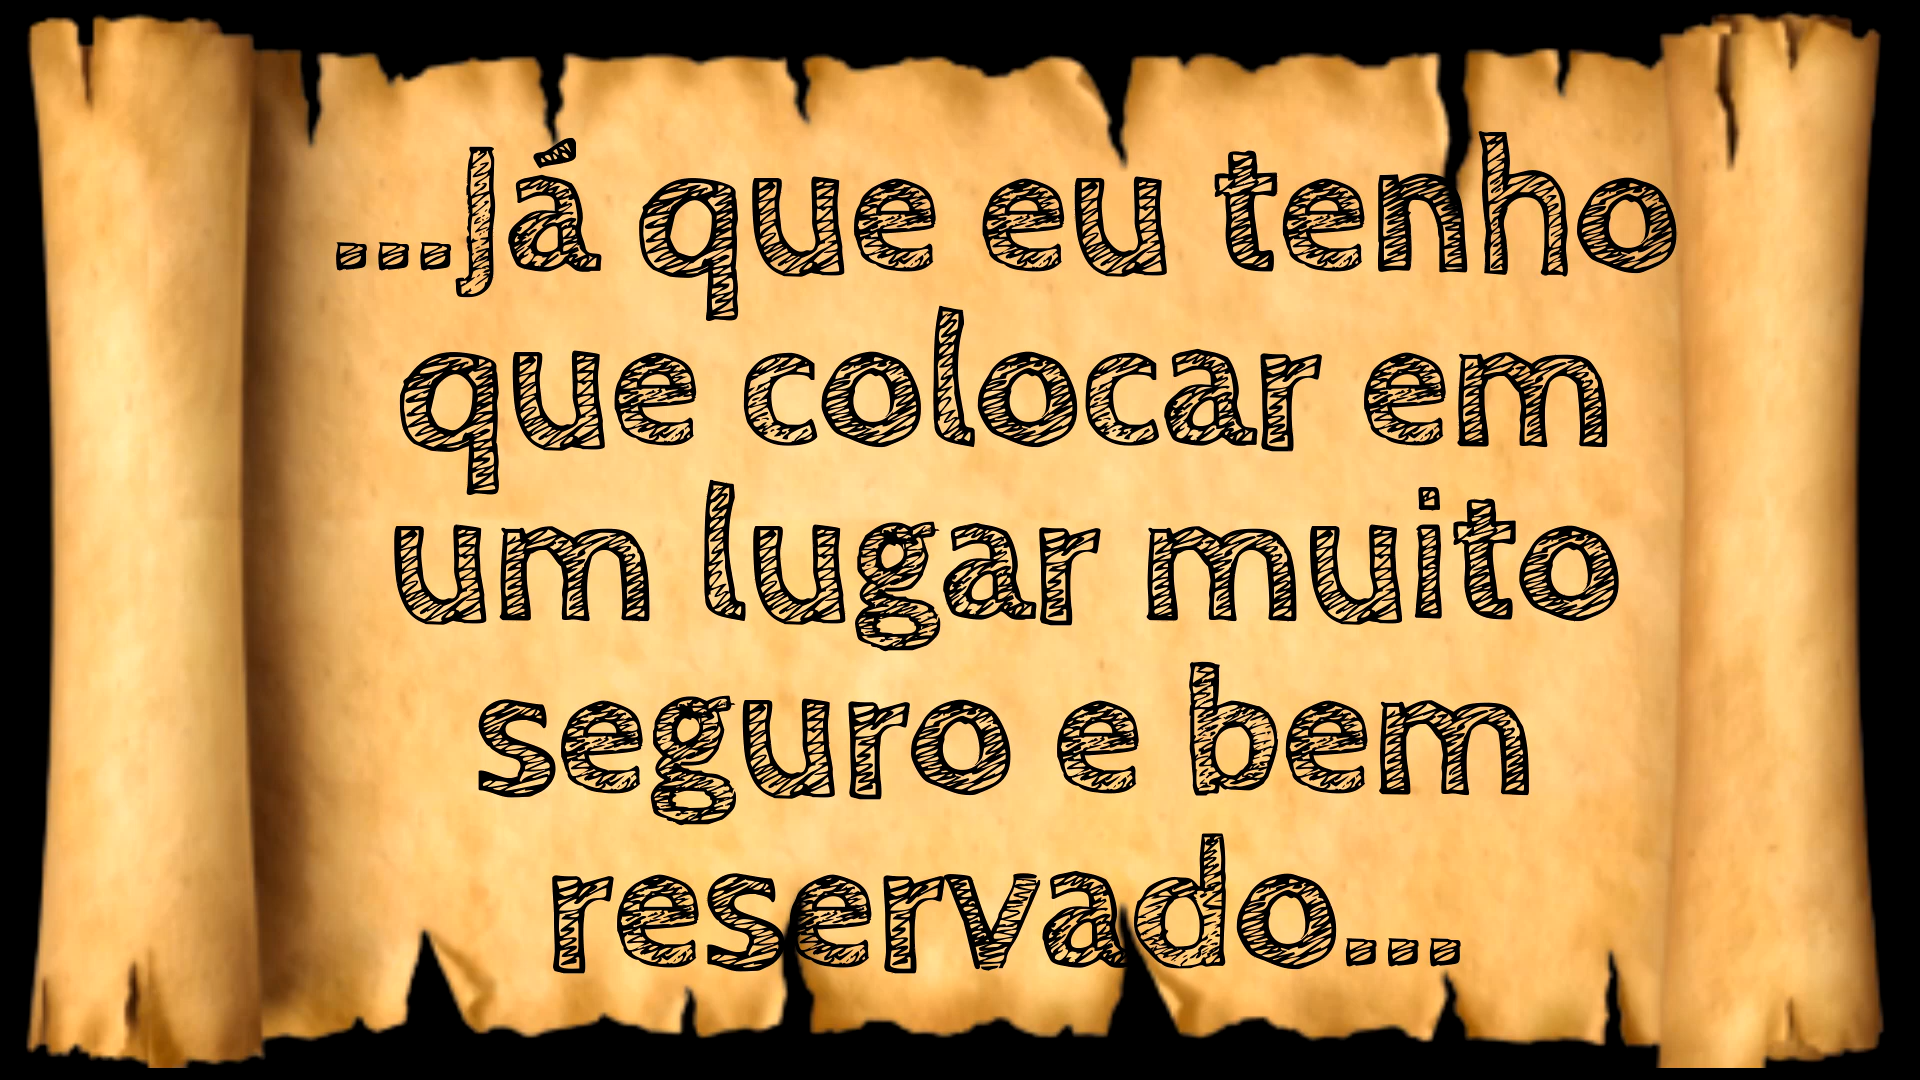 ...Já que eu tenho
que colocar em
um lugar muito
seguro e bem
reservado...